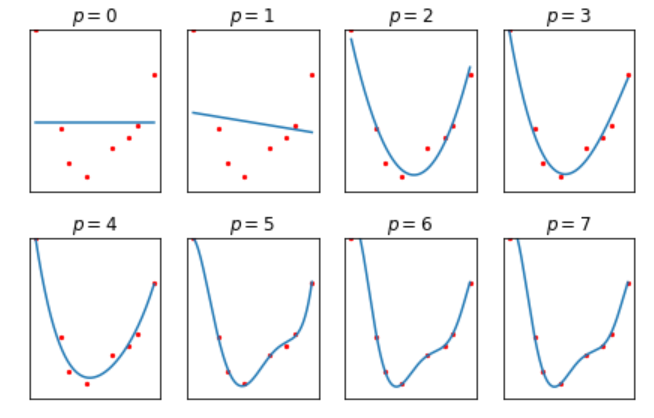 p = 0
p = 1
p = 2
p = 3
p = 4
p = 5
p = 6
p = 7